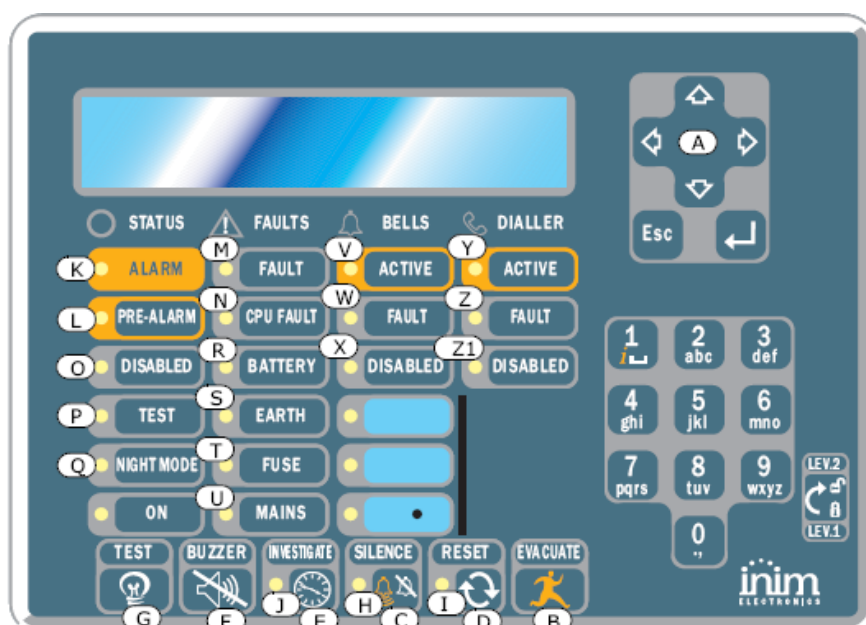 A
STATUS FAULTS BELLS DIALLER
Esc
K ALARM M FAULT V ACTIVE Y ACTIVE
L PRE-ALARM N CPU FAULT W FAULT Z FAULT
O DISABLED R BATTERY X DISABLED Z1 DISABLED
P TEST S EARTH
Q NIGHT MODE T FUSE
ON U MAINS
1 2 3
i abc def
4 5 6
ghi jkl mno
7 8 9
pqrs tuv wxyz
0
.,
LEV.2
LEV.1
TEST BUZZER INVESTIGATE SILENCE RESET EVACUATE
J H I
G F E C D B
inim
ELECTRONICS